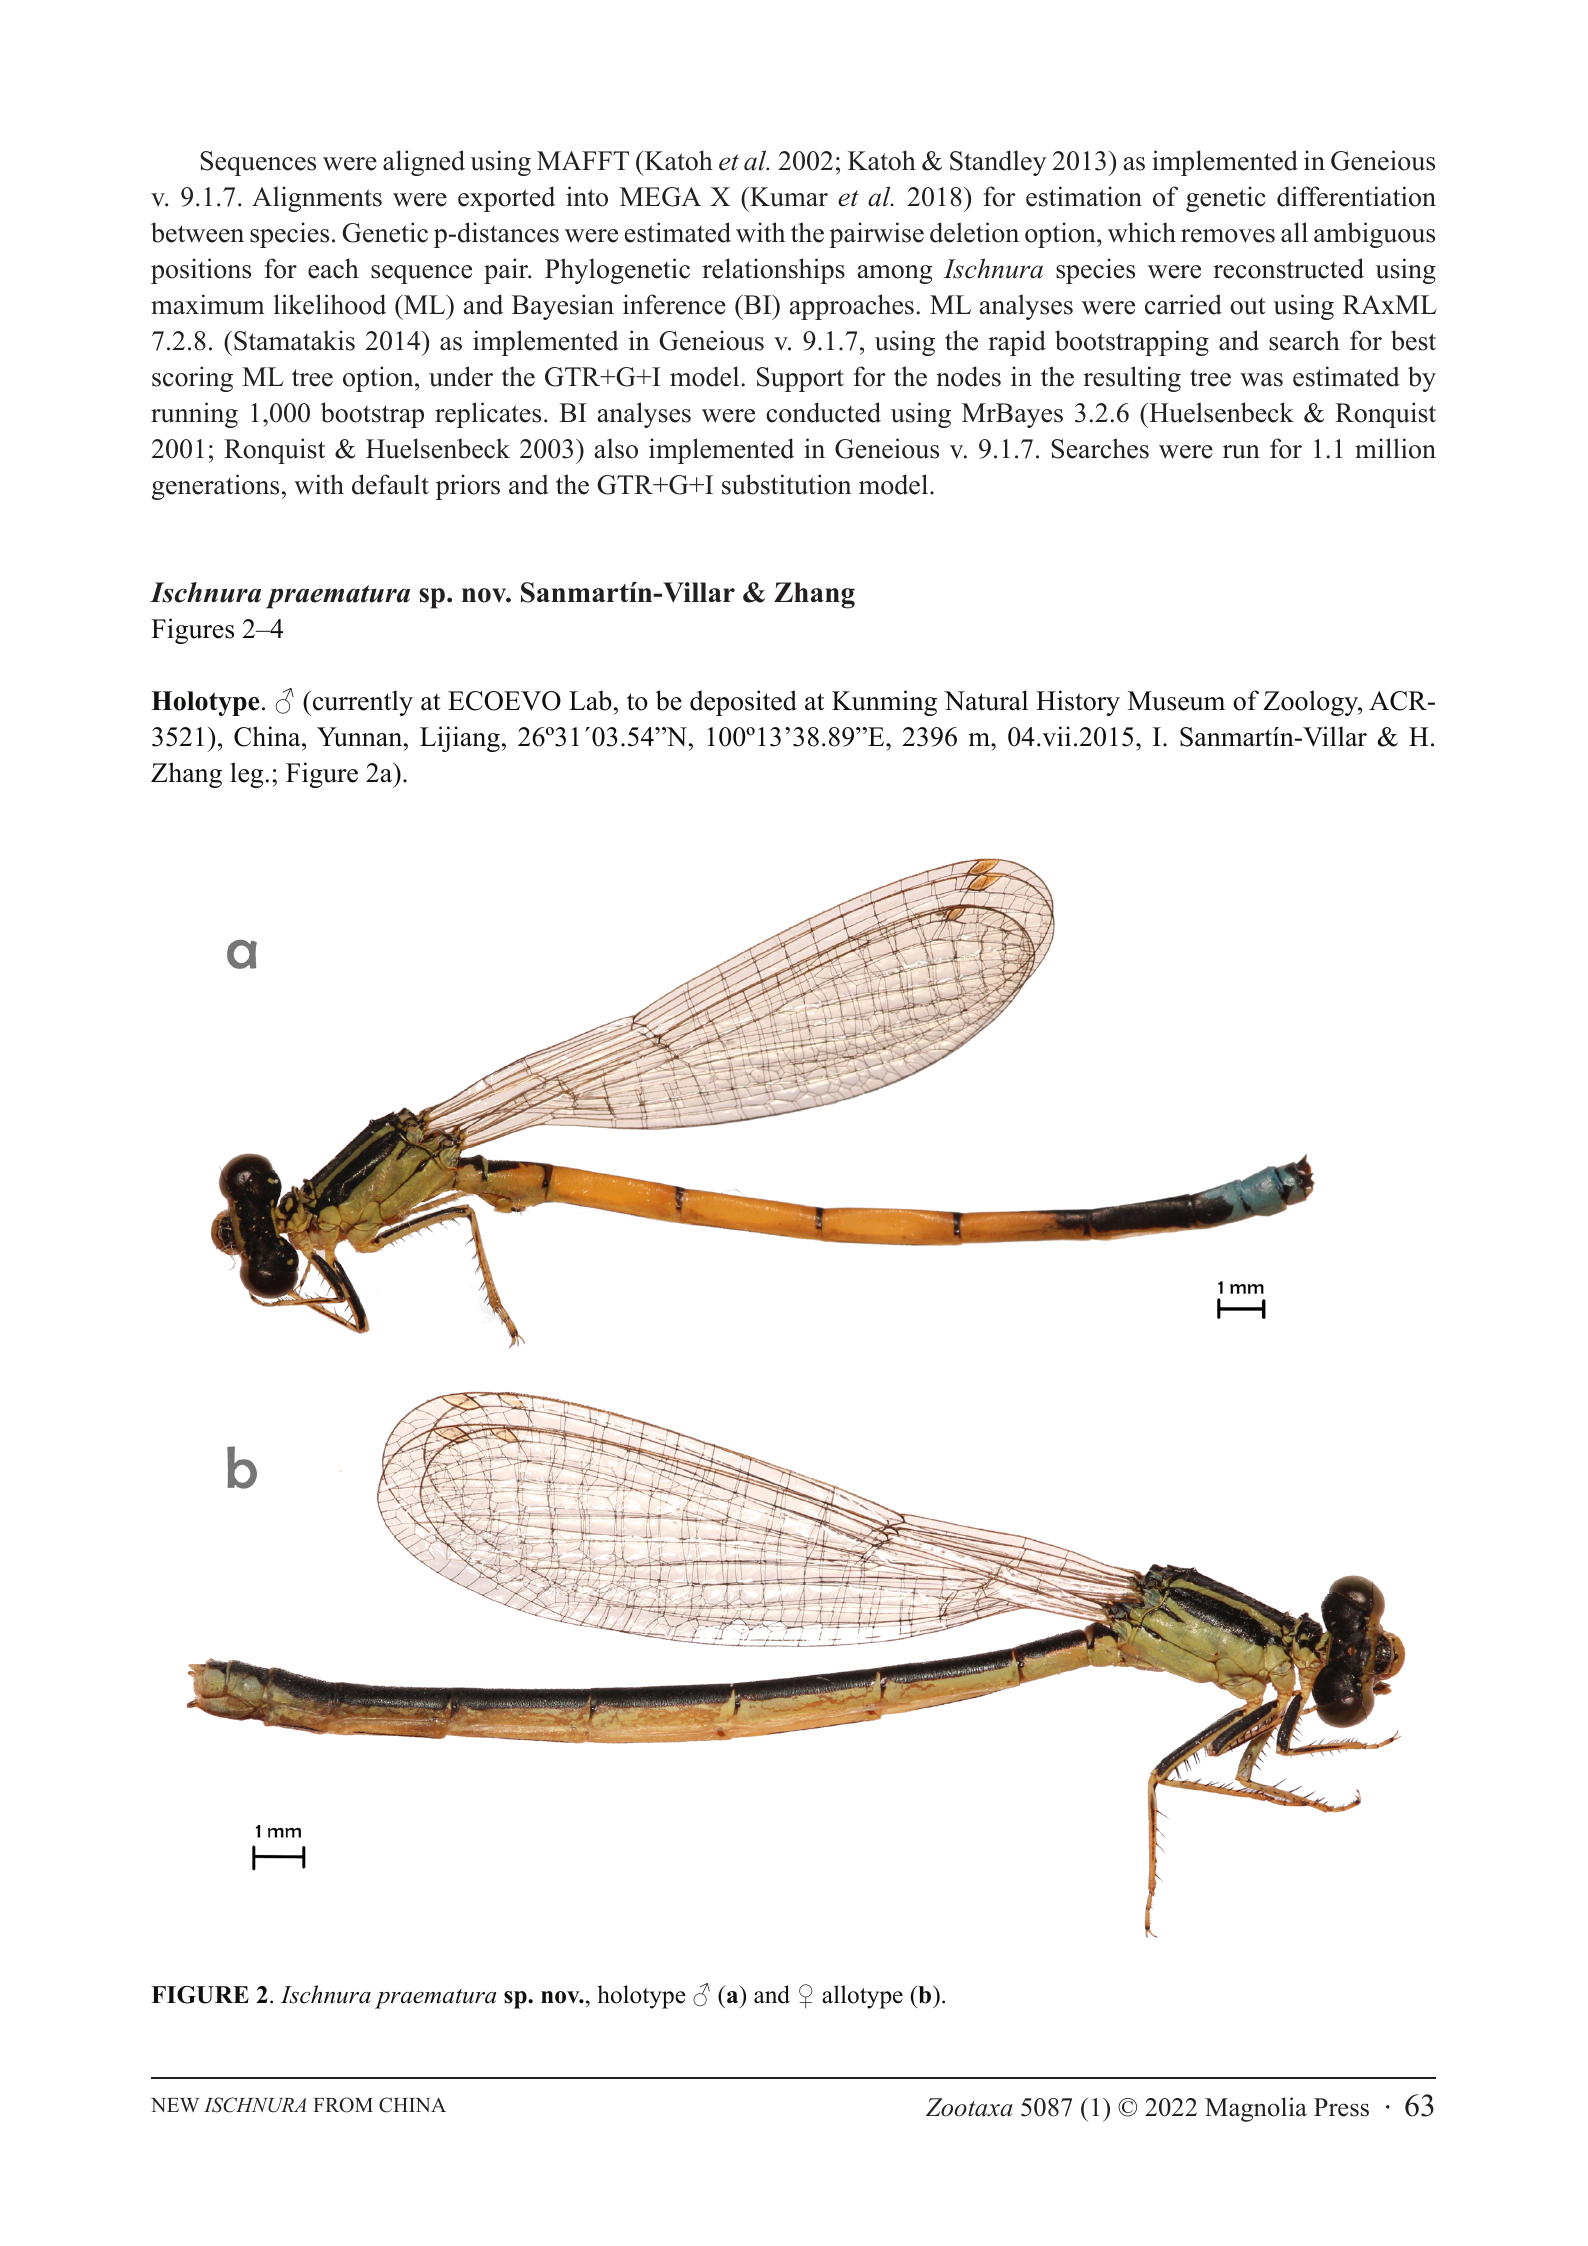 Sequences were aligned using MAFFT (Katoh et al. 2002; Katoh & Standley 2013) as implemented in Geneious
v. 9.1.7. Alignments were exported into MEGA X (Kumar et al. 2018) for estimation of genetic differentiation
between species. Genetic p-distances were estimated with the pairwise deletion option, which removes all ambiguous
positions for each sequence pair. Phylogenetic relationships among Ischnura species were reconstructed using
maximum likelihood (ML) and Bayesian inference (BI) approaches. ML analyses were carried out using RAxML
7.2.8. (Stamatakis 2014) as implemented in Geneious v. 9.1.7, using the rapid bootstrapping and search for best
scoring ML tree option, under the GTR+G+I model. Support for the nodes in the resulting tree was estimated by
running 1,000 bootstrap replicates. BI analyses were conducted using MrBayes 3.2.6 (Huelsenbeck & Ronquist
2001; Ronquist & Huelsenbeck 2003) also implemented in Geneious v. 9.1.7. Searches were run for 1.1 million
generations, with default priors and the GTR+G+I substitution model.
Ischnura praematura sp. nov. Sanmartín-Villar & Zhang
Figures 2–4
Holotype. ♂ (currently at ECOEVO Lab, to be deposited at Kunming Natural History Museum of Zoology, ACR-
3521), China, Yunnan, Lijiang, 26º31´03.54”N, 100º13’38.89”E, 2396 m, 04.vii.2015, I. Sanmartín-Villar & H.
Zhang leg.; Figure 2a).
a
1 mm
b
1 mm
FIGURE 2. Ischnura praematura sp. nov., holotype ♂ (a) and ♀ allotype (b).
NEW ISCHNURA FROM CHINA
Zootaxa 5087 (1) © 2022 Magnolia Press · 63